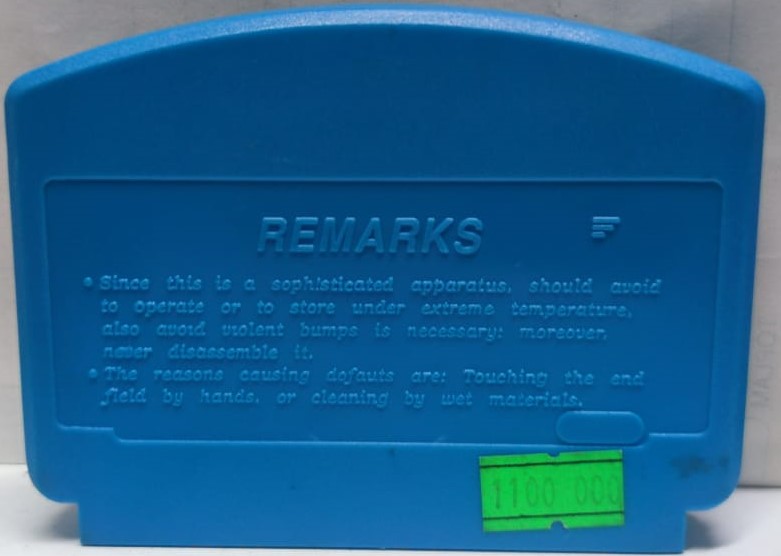 REMARKS
• Since this is a sophisticated apparatus, should avoid
to operate or to store under extreme temperature,
also avoid violent bumps is necessary: moreover,
never disassemble it.
• The reasons causing defauts are: Touching the end
field by hands, or cleaning by wet materials.
1100 000